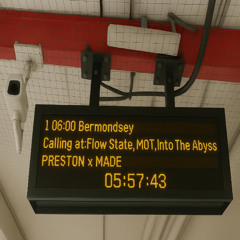 1 06:00 Bermondsey
Calling at:Flow State,MOT,Into The Abyss
PRESTON x MADE
05:57:43